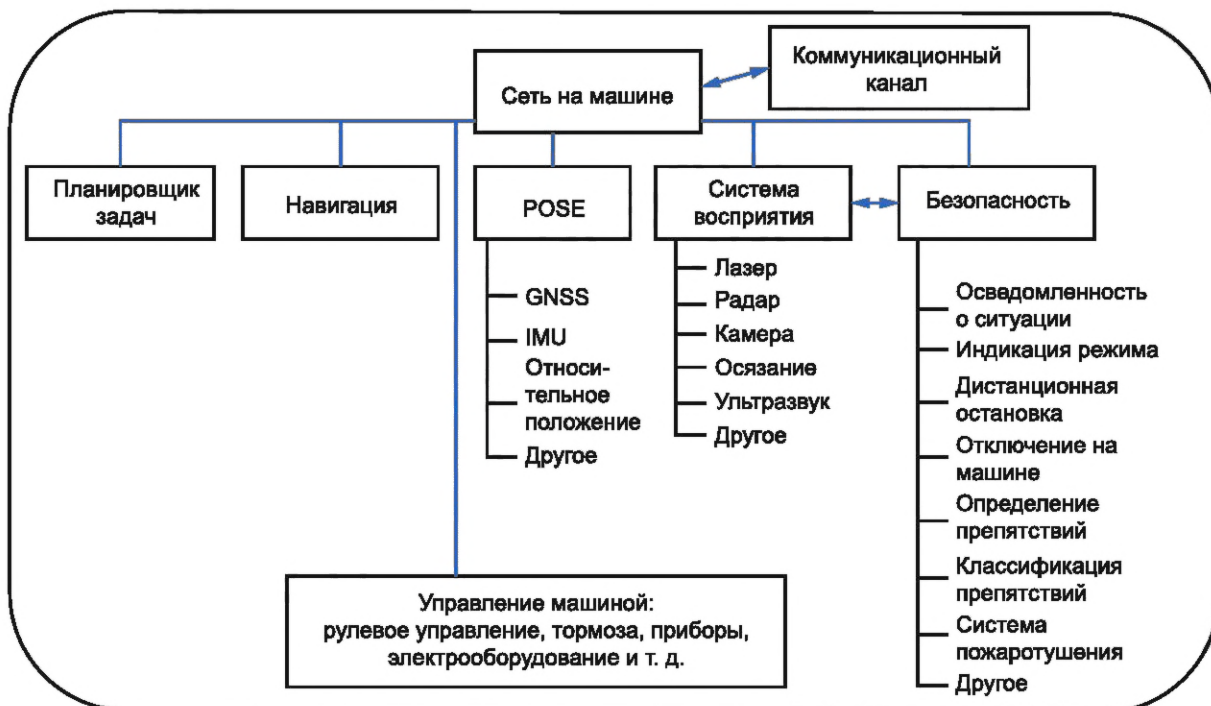 Коммуникационный
канал
Сеть на машине
Планировщик
задач
Навигация
POSE
Система
восприятия
Безопасность
GNSS
IMU
Относи-
тельное
положение
Другое
Лазер
Радар
Камера
Осязание
Ультразвук
Другое
Осведомленность
о ситуации
Индикация режима
Дистанционная
остановка
Отключение на
машине
Определение
препятствий
Классификация
препятствий
Система
пожаротушения
Другое
Управление машиной:
рулевое управление, тормоза, приборы,
электрооборудование и т. д.